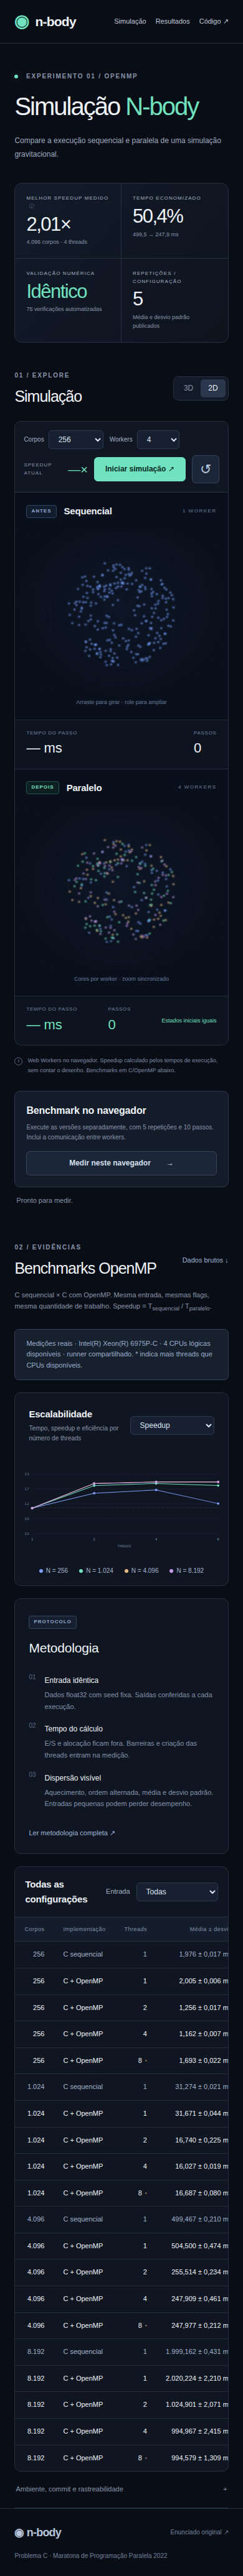 n-body
Simulação Resultados Código ↗
EXPERIMENTO 01 / OPENMP
Simulação N-body
Compare a execução sequencial e paralela de uma simulação
gravitacional.
MELHOR SPEEDUP MEDIDO
2,01×
4.096 corpos · 4 threads
TEMPO ECONOMIZADO
50,4%
499,5 → 247,9 ms
VALIDAÇÃO NUMÉRICA
Idêntico
75 verificações automatizadas
REPETIÇÕES /
CONFIGURAÇÃO
5
Média e desvio padrão
publicados
01 / EXPLORE
Simulação
3D 2D
Corpos 256 Workers 4
SPEEDUP
ATUAL
—×
Iniciar simulação ↗
↺
ANTES Sequencial 1 WORKER
Arraste para girar · role para ampliar
TEMPO DO PASSO
— ms
PASSOS
0
DEPOIS Paralelo 4 WORKERS
Cores por worker · zoom sincronizado
TEMPO DO PASSO
— ms
PASSOS
0
Estados iniciais iguais
Web Workers no navegador. Speedup calculado pelos tempos de execução,
sem contar o desenho. Benchmarks em C/OpenMP abaixo.
Benchmark no navegador
Execute as versões separadamente, com 5 repetições e 10 passos.
Inclui a comunicação entre workers.
Medir neste navegador →
Pronto para medir.
02 / EVIDÊNCIAS
Benchmarks OpenMP
Dados brutos ↓
C sequencial × C com OpenMP. Mesma entrada, mesmas flags,
mesma quantidade de trabalho. Speedup = Tsequencial / Tparalelo.
Medições reais · Intel(R) Xeon(R) 6975P-C · 4 CPUs lógicas
disponíveis · runner compartilhado. * indica mais threads que
CPUs disponíveis.
Escalabilidade
Tempo, speedup e eficiência por
número de threads
Speedup
THREADS
N = 256 N = 1.024 N = 4.096 N = 8.192
PROTOCOLO
Metodologia
01 Entrada idêntica
Dados float32 com seed fixa. Saídas conferidas a cada
execução.
02 Tempo do cálculo
E/S e alocação ficam fora. Barreiras e criação das
threads entram na medição.
03 Dispersão visível
Aquecimento, ordem alternada, média e desvio padrão.
Entradas pequenas podem perder desempenho.
Ler metodologia completa ↗
Todas as
configurações
Entrada Todas
Corpos Implementação Threads Média ± desvi
256 C sequencial 1 1,976 ± 0,017 m
256 C + OpenMP 1 2,005 ± 0,006 m
256 C + OpenMP 2 1,256 ± 0,017 m
256 C + OpenMP 4 1,162 ± 0,007 m
256 C + OpenMP 8 * 1,693 ± 0,022 m
1.024 C sequencial 1 31,274 ± 0,021 m
1.024 C + OpenMP 1 31,671 ± 0,044 m
1.024 C + OpenMP 2 16,740 ± 0,225 m
1.024 C + OpenMP 4 16,027 ± 0,019 m
1.024 C + OpenMP 8 * 16,687 ± 0,080 m
4.096 C sequencial 1 499,467 ± 0,210 m
4.096 C + OpenMP 1 504,500 ± 0,474 m
4.096 C + OpenMP 2 255,514 ± 0,234 m
4.096 C + OpenMP 4 247,909 ± 0,461 m
4.096 C + OpenMP 8 * 247,977 ± 0,212 m
8.192 C sequencial 1 1.999,162 ± 0,431 m
8.192 C + OpenMP 1 2.020,224 ± 2,210 m
8.192 C + OpenMP 2 1.024,901 ± 2,071 m
8.192 C + OpenMP 4 994,967 ± 2,415 m
8.192 C + OpenMP 8 * 994,579 ± 1,309 m
Ambiente, commit e rastreabilidade +
n-body
Enunciado original ↗
Problema C · Maratona de Programação Paralela 2022